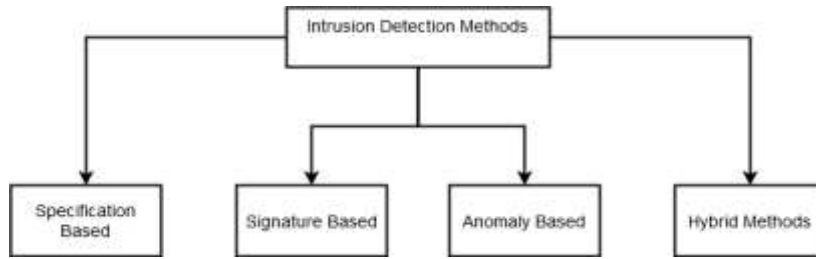 Intrusion Detection Methods
Specification
Based
Signature Based
Anomaly Based
Hybrid Methods